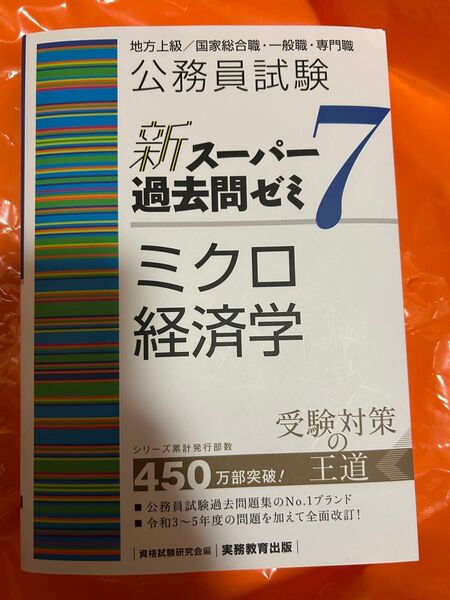 地方上級／国家総合職・一般職・専門職
公務員試験
新スーパー
過去問ゼミ
7
ミクロ
経済学
受験対策
の
王道
シリーズ累計発行部数
450万部突破！
■ 公務員試験過去問題集のNo.1ブランド
■ 令和3～5年度の問題を加えて全面改訂！
資格試験研究会編 実務教育出版